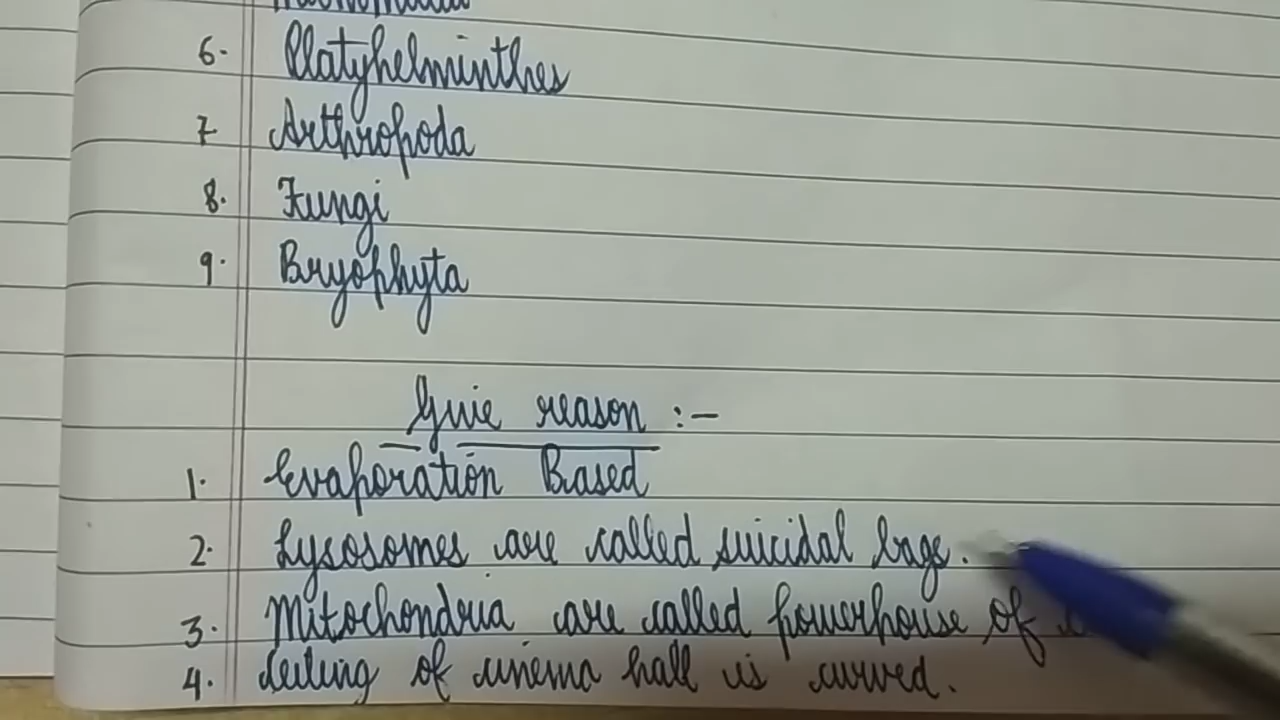 6. Platyhelminthes
7 Arthropoda
8. Fungi
9. Bryophyta
Give reason :-
1. Evaporation Based
2. Lysosomes are called suicidal bags.
3. Mitochondria are called powerhouse of
4. Ceiling of cinema hall is curved.